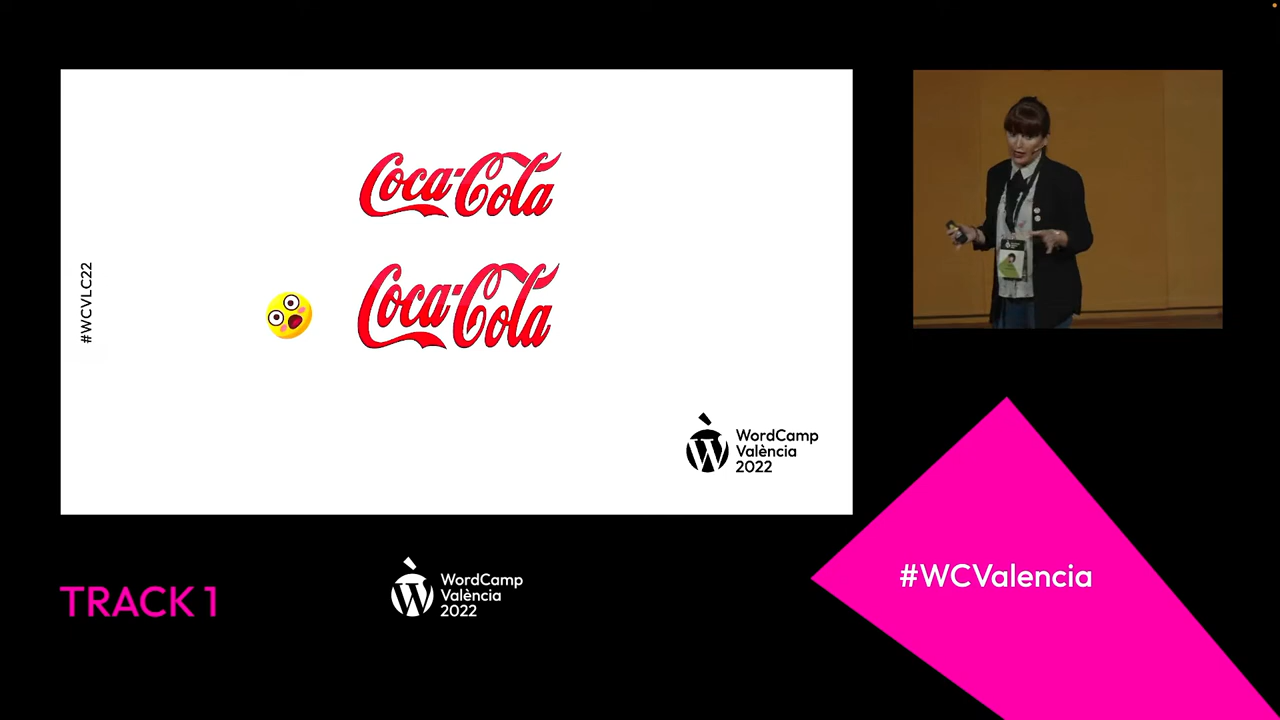 #WCVLC22
Coca-Cola
Coca-Cola
WordCamp
València
2022
TRACK 1
WordCamp
València
2022
#WCValencia